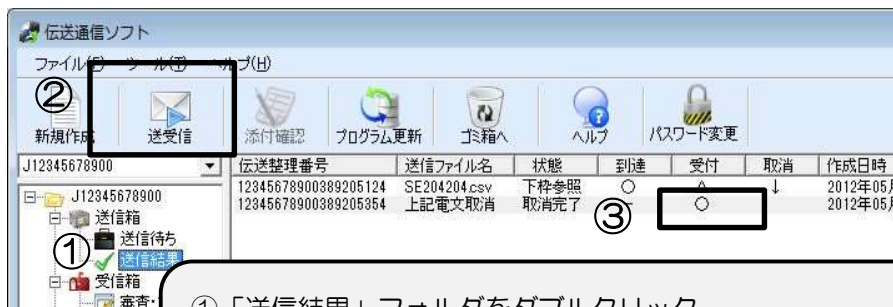 伝送通信ソフト
ファイル(F) ツール(T) ヘルプ(H)
②
新規作成 送受信 添付確認 プログラム更新 ゴミ箱へ ヘルプ パスワード変更
J12345678900
伝送整理番号 送信ファイル名 状態 到達 受付 取消 作成日時
12345678900389205124 SE204204.csv 下枠参照 ○ △ ↓ 2012年05月
12345678900389205354 上記電文取消 取消完了 ○ 2012年05月
③
J12345678900
送信箱
送信待ち
①
送信結果
受信箱
審査・
①「送信結果」フォルダをダブルクリック